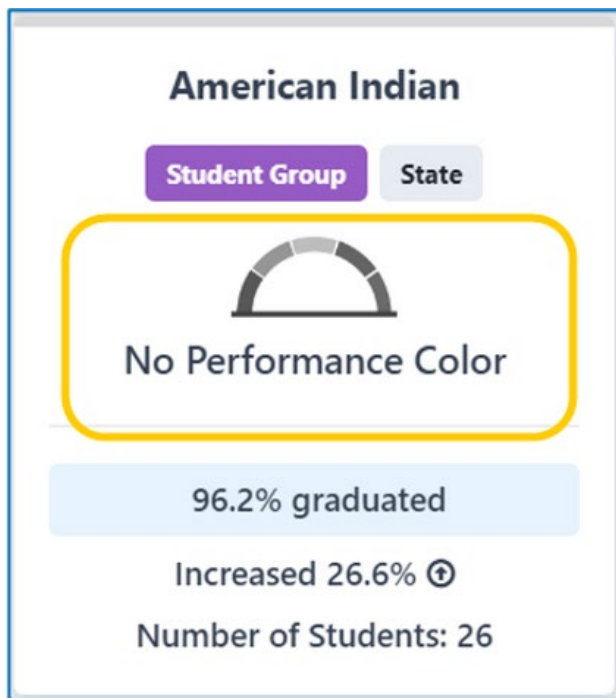 American Indian
Student Group State
No Performance Color
96.2% graduated
Increased 26.6%
Number of Students: 26